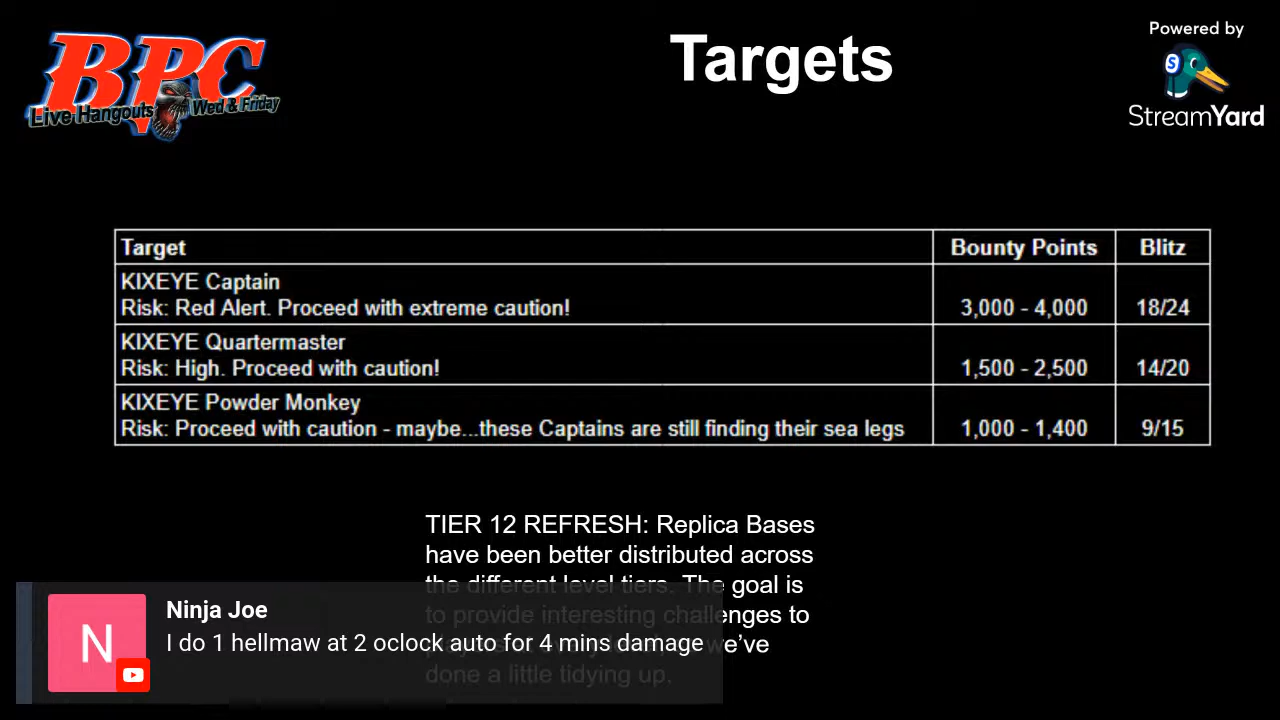 BPC
Live Hangouts Wed & Friday
Targets
Powered by
S
StreamYard
Target Bounty Points Blitz
KIXEYE Captain
Risk: Red Alert. Proceed with extreme caution! 3,000 - 4,000 18/24
KIXEYE Quartermaster
Risk: High. Proceed with caution! 1,500 - 2,500 14/20
KIXEYE Powder Monkey
Risk: Proceed with caution - maybe...these Captains are still finding their sea legs 1,000 - 1,400 9/15
TIER 12 REFRESH: Replica Bases
have been better distributed across
the different level tiers. The goal is
to provide interesting challenges to
we’ve
done a little tidying up.
N
Ninja Joe
I do 1 hellmaw at 2 oclock auto for 4 mins damage